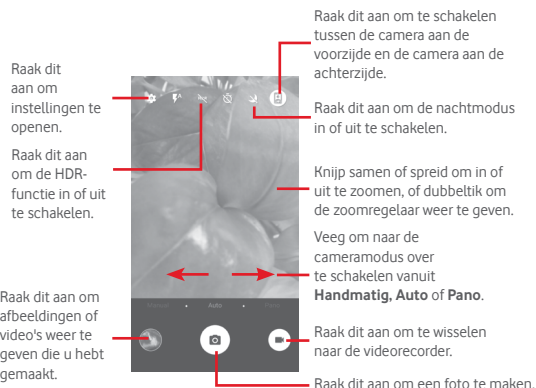 Raak dit aan om te schakelen
tussen de camera aan de
voorzijde en de camera aan de
achterzijde.
Raak dit
aan om
instellingen te
openen.
Raak dit aan om de nachtmodus
in of uit te schakelen.
Raak dit aan
om de HDR-
functie in of uit
te schakelen.
Knijp samen of spreid om in of
uit te zoomen, of dubbeltik om
de zoomregelaar weer te geven.
Veeg om naar de
cameramodus over
te schakelen vanuit
Handmatig, Auto of Pano.
Auto
Pano
Raak dit aan om
afbeeldingen of
video's weer te
geven die u hebt
gemaakt.
Raak dit aan om te wisselen
naar de videorecorder.
Raak dit aan om een foto te maken.